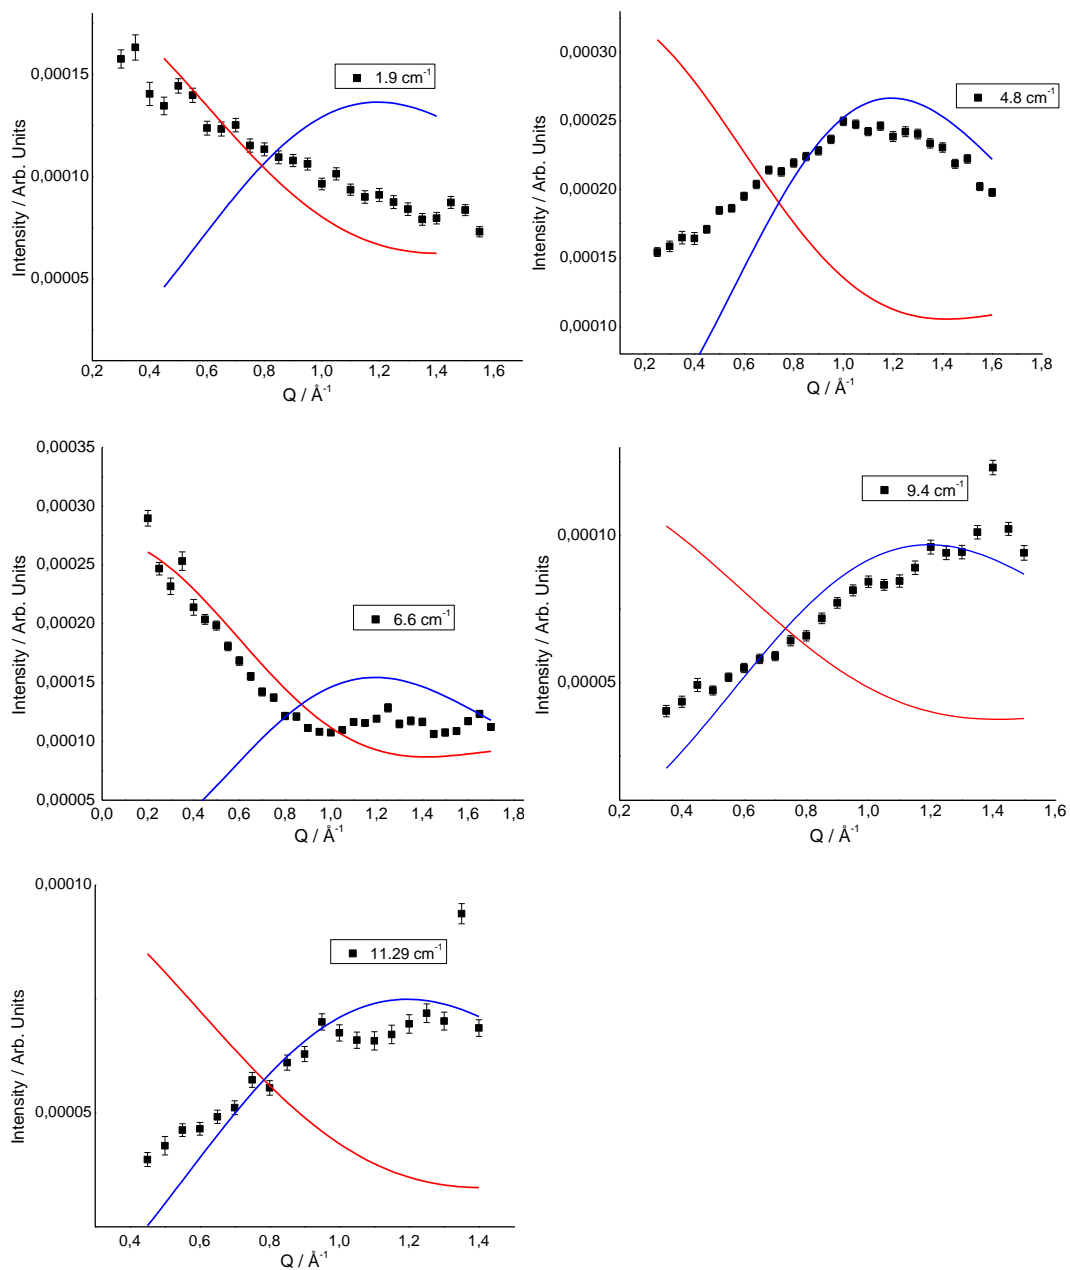 1.9 cm-1
0,00015
0,00010
0,00005
Intensity / Arb. Units
0,2 0,4 0,6 0,8 1,0 1,2 1,4 1,6
Q / Å-1
4.8 cm-1
0,00030
0,00025
0,00020
0,00015
0,00010
Intensity / Arb. Units
0,2 0,4 0,6 0,8 1,0 1,2 1,4 1,6 1,8
Q / Å-1
0,00035
0,00030
0,00025
0,00020
0,00015
0,00010
0,00005
Intensity / Arb. Units
6.6 cm-1
0,0 0,2 0,4 0,6 0,8 1,0 1,2 1,4 1,6 1,8
Q / Å-1
9.4 cm-1
0,00010
0,00005
Intensity / Arb. Units
0,2 0,4 0,6 0,8 1,0 1,2 1,4 1,6
Q / Å-1
0,00010
0,00005
Intensity / Arb. Units
11.29 cm-1
0,4 0,6 0,8 1,0 1,2 1,4
Q / Å-1